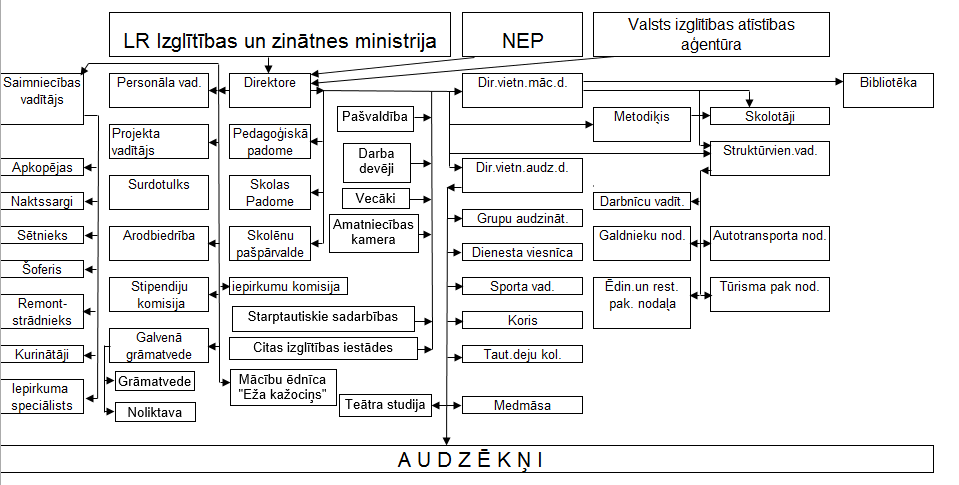 LR Izglītības un zinātnes ministrija
NEP
Valsts izglītības atīstības
aģentūra
Saimniecības
vadītājs
Personāla vad.
Direktore
Dir.vietn.māc.d.
Bibliotēka
Pašvaldība
Metodiķis
Skolotāji
Projekta
vadītājs
Pedagoģiskā
padome
Darba
devēji
Struktūrvien.vad.
Apkopējas
Dir.vietn.audz.d.
Surdotulks
Skolas
Padome
Vecāki
Naktssargi
Darbnīcu vadīt.
Grupu audzināt.
Amatniecības
kamera
Sētnieks
Arodbiedrība
Skolēnu
pašpārvalde
Galdnieku nod.
Autotransporta nod.
Dienesta viesnīca
Šoferis
Stipendiju
komisija
iepirkumu komisija
Sporta vad.
Ēdin.un rest.
pak. nodaļa
Tūrisma pak nod.
Remont-
strādnieks
Starptautiskie sadarbības
Koris
Galvenā
grāmatvede
Citas izglītības iestādes
Kurinātāji
Taut.deju kol.
Grāmatvede
Mācību ēdnīca
"Eža kažociņs"
Iepirkuma
speciālists
Noliktava
Teātra studija
Medmāsa
AUDZĒKŅI